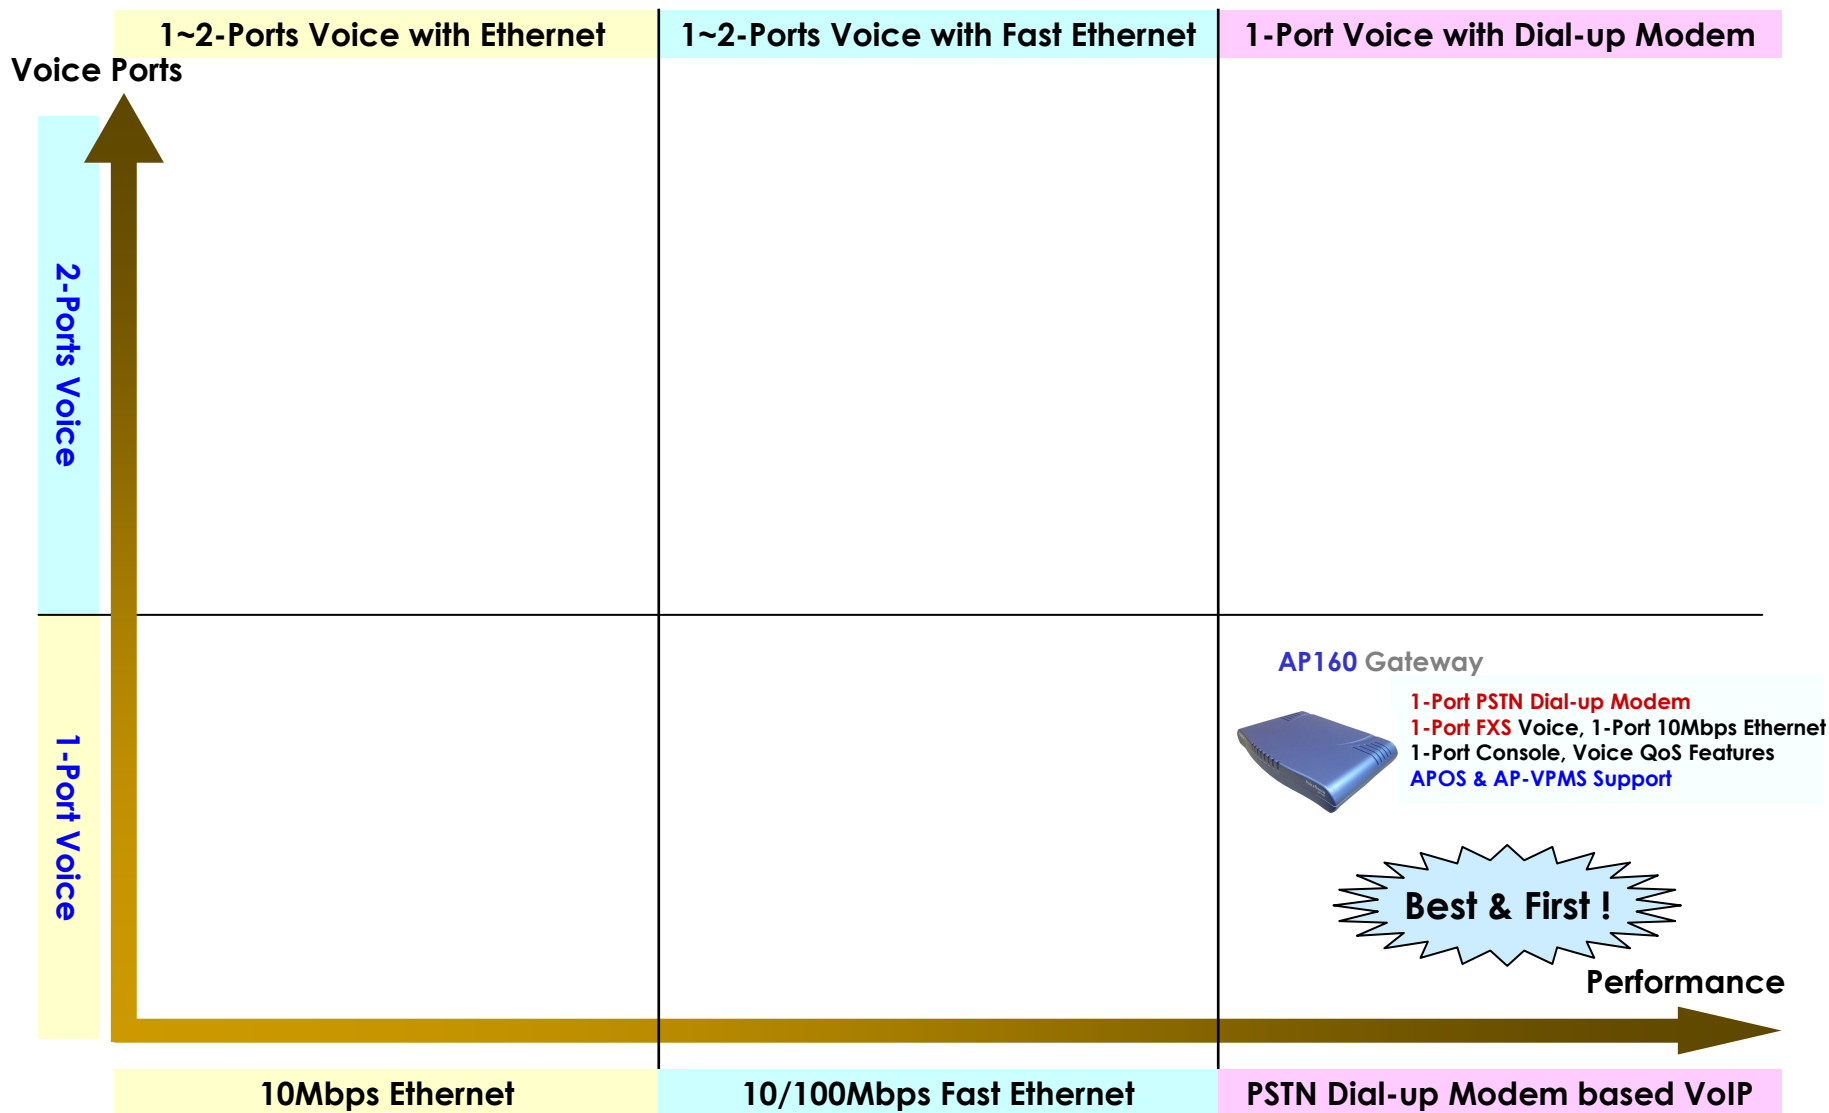 1~2-Ports Voice with Ethernet
1~2-Ports Voice with Fast Ethernet
1-Port Voice with Dial-up Modem
Voice Ports
2-Ports Voice
1-Port Voice
AP160 Gateway
1-Port PSTN Dial-up Modem
1-Port FXS Voice, 1-Port 10Mbps Ethernet
1-Port Console, Voice QoS Features
APOS & AP-VPMS Support
Best & First !
Performance
10Mbps Ethernet
10/100Mbps Fast Ethernet
PSTN Dial-up Modem based VoIP